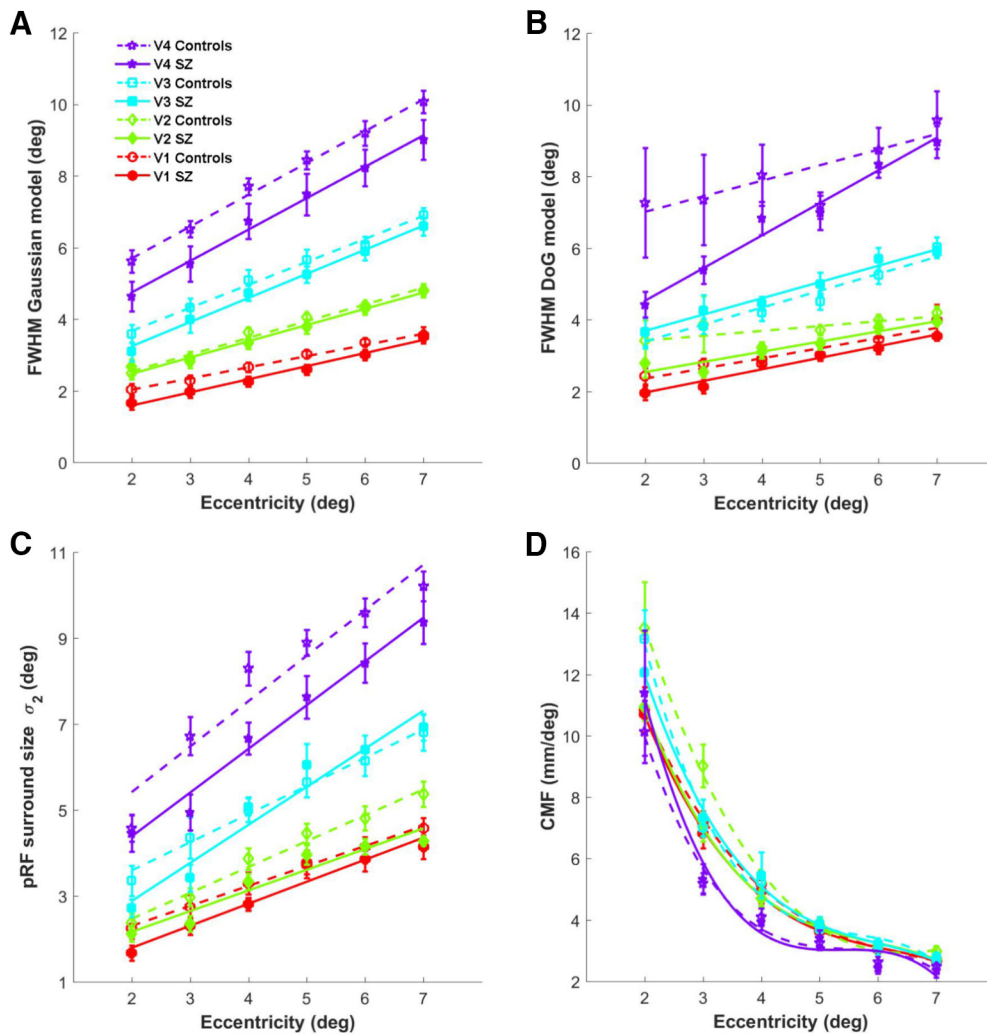 A
FWHM Gaussian model (deg)
12
10
8
6
4
2
0
V4 Controls
V4 SZ
V3 Controls
V3 SZ
V2 Controls
V2 SZ
V1 Controls
V1 SZ
2 3 4 5 6 7
Eccentricity (deg)
B
FWHM DoG model (deg)
12
10
8
6
4
2
0
2 3 4 5 6 7
Eccentricity (deg)
C
pRF surround size σ2 (deg)
11
9
7
5
3
1
2 3 4 5 6 7
Eccentricity (deg)
D
CMF (mm/deg)
16
14
12
10
8
6
4
2
2 3 4 5 6 7
Eccentricity (deg)